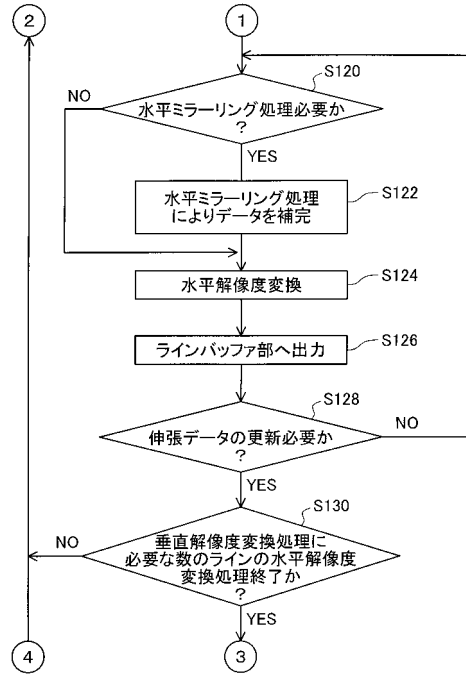 2
1
S120
NO
水平ミラーリング処理必要か
?
YES
水平ミラーリング処理
によりデータを補完
S122
水平解像度変換
S124
ラインバッファ部へ出力
S126
S128
伸張データの更新必要か
?
NO
YES
S130
NO
垂直解像度変換処理に
必要な数のラインの水平解像度
変換処理終了か
?
YES
4
3